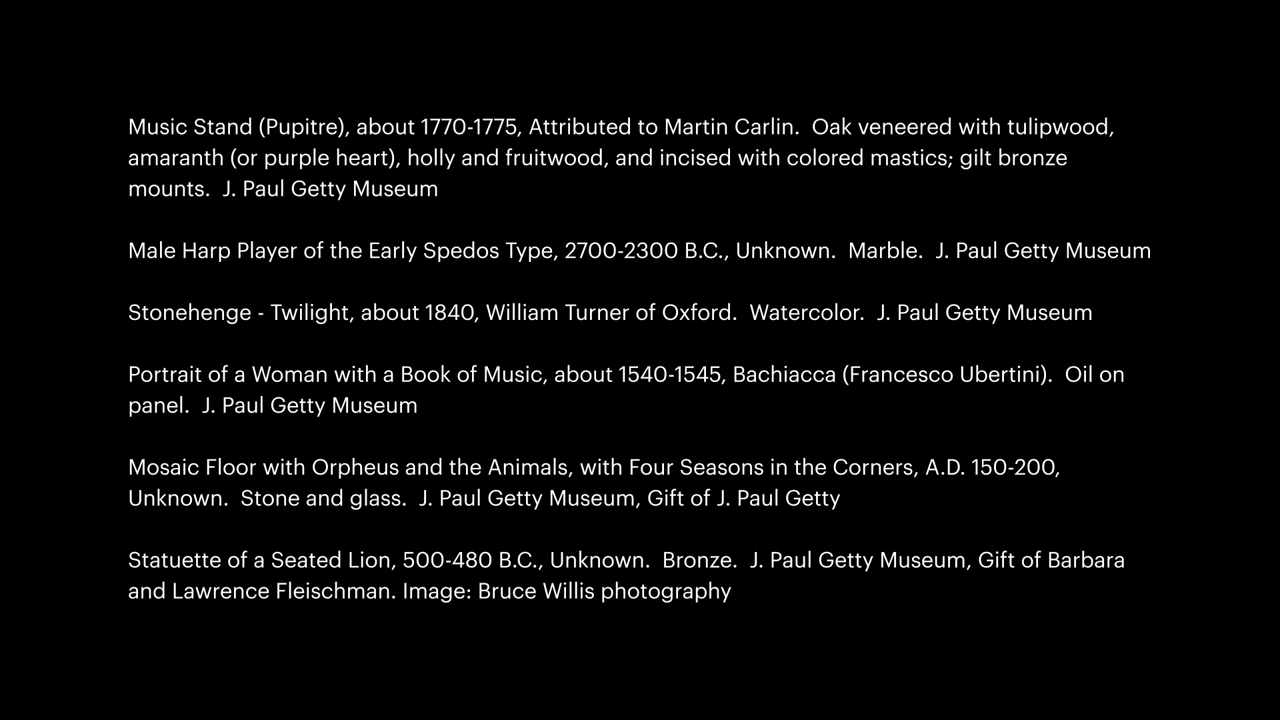 Music Stand (Pupitre), about 1770-1775, Attributed to Martin Carlin.  Oak veneered with tulipwood,
amaranth (or purple heart), holly and fruitwood, and incised with colored mastics; gilt bronze
mounts.  J. Paul Getty Museum
Male Harp Player of the Early Spedos Type, 2700-2300 B.C., Unknown.  Marble.  J. Paul Getty Museum
Stonehenge - Twilight, about 1840, William Turner of Oxford.  Watercolor.  J. Paul Getty Museum
Portrait of a Woman with a Book of Music, about 1540-1545, Bachiacca (Francesco Ubertini).  Oil on
panel.  J. Paul Getty Museum
Mosaic Floor with Orpheus and the Animals, with Four Seasons in the Corners, A.D. 150-200,
Unknown.  Stone and glass.  J. Paul Getty Museum, Gift of J. Paul Getty
Statuette of a Seated Lion, 500-480 B.C., Unknown.  Bronze.  J. Paul Getty Museum, Gift of Barbara
and Lawrence Fleischman. Image: Bruce Willis photography